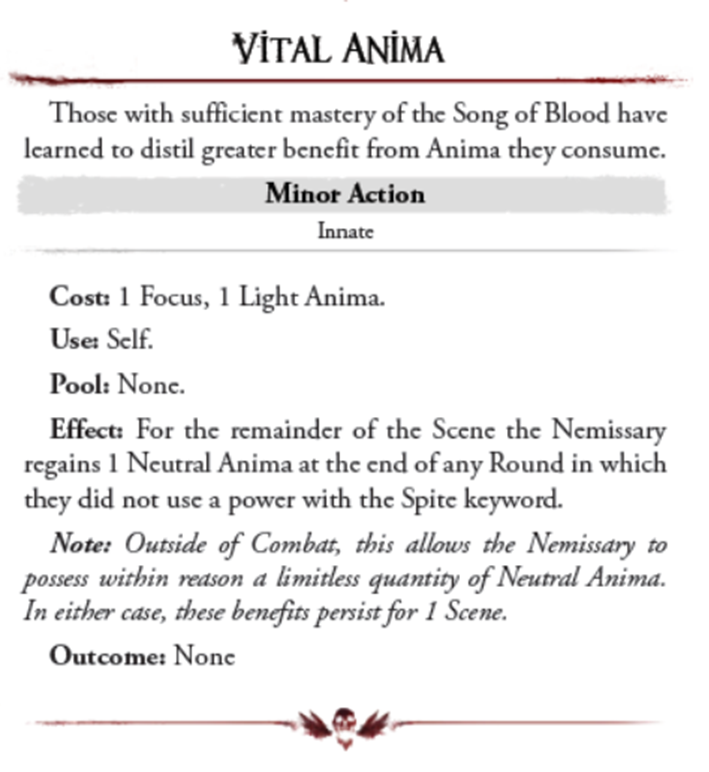 VITAL ANIMA
Those with sufficient mastery of the Song of Blood have
learned to distil greater benefit from Anima they consume.
Minor Action
Innate
Cost: 1 Focus, 1 Light Anima.
Use: Self.
Pool: None.
Effect: For the remainder of the Scene the Nemissary
regains 1 Neutral Anima at the end of any Round in which
they did not use a power with the Spite keyword.
Note: Outside of Combat, this allows the Nemissary to
possess within reason a limitless quantity of Neutral Anima.
In either case, these benefits persist for 1 Scene.
Outcome: None